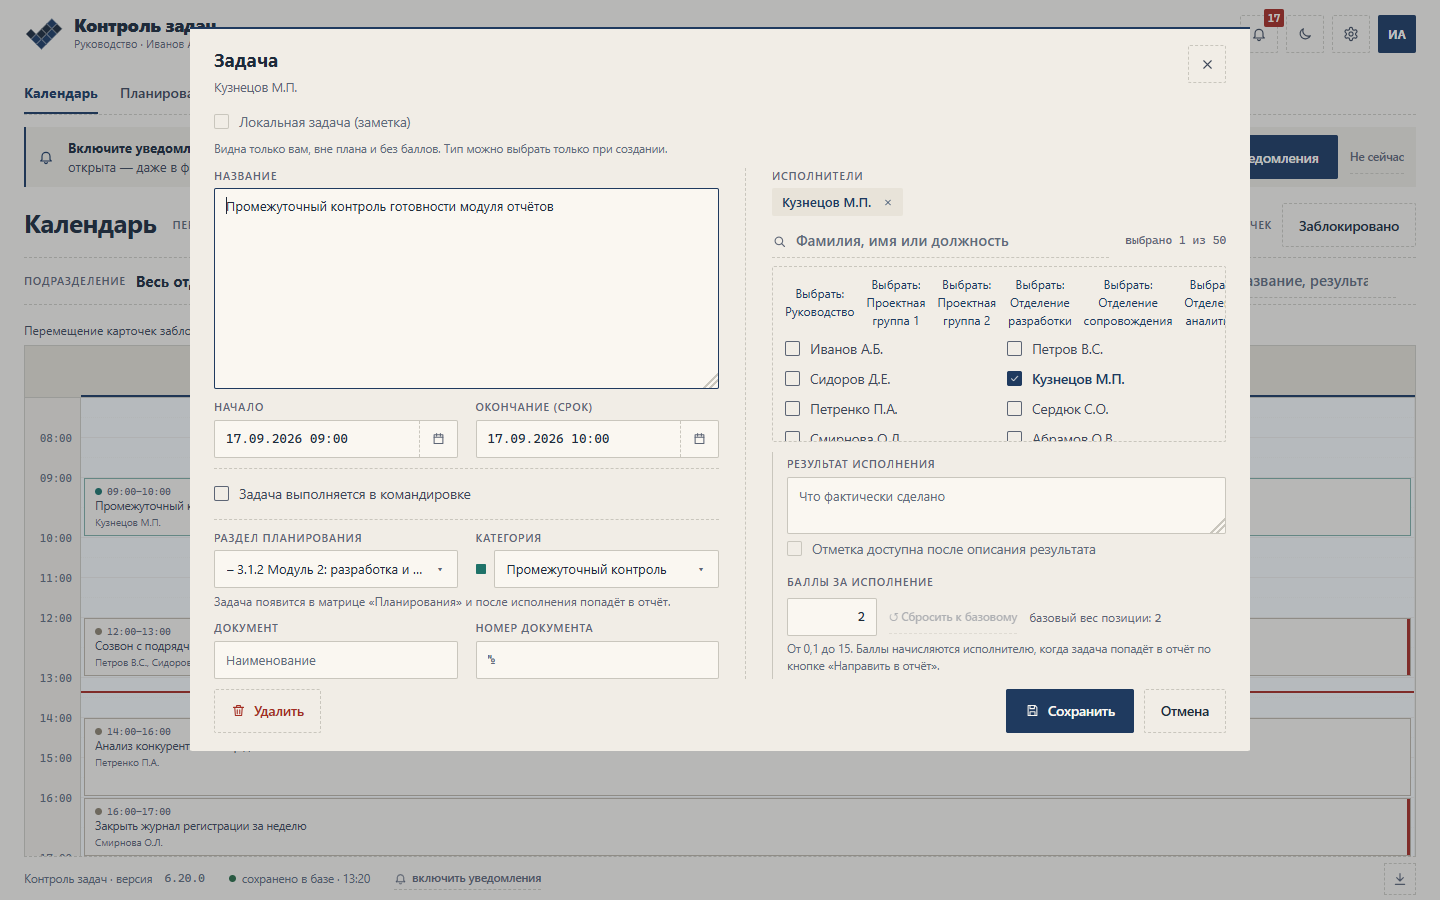 Контроль задач
17
Руководство · Иванов А
ИА
Календарь
Планирова
Включите уведомл
открыта — даже в ф
едомления
Не сейчас
Календарь
ЧЕК
Заблокировано
ПОДРАЗДЕЛЕНИЕ
Весь от
азвание, результа
Перемещение карточек забло
Задача
Кузнецов М.П.
Локальная задача (заметка)
Видна только вам, вне плана и без баллов. Тип можно выбрать только при создании.
НАЗВАНИЕ
Промежуточный контроль готовности модуля отчётов
НАЧАЛО
ОКОНЧАНИЕ (СРОК)
17.09.2026 09:00
17.09.2026 10:00
Задача выполняется в командировке
РАЗДЕЛ ПЛАНИРОВАНИЯ
КАТЕГОРИЯ
– 3.1.2 Модуль 2: разработка и ...
Промежуточный контроль
Задача появится в матрице «Планирования» и после исполнения попадёт в отчёт.
ДОКУМЕНТ
НОМЕР ДОКУМЕНТА
Наименование
№
ИСПОЛНИТЕЛИ
Кузнецов М.П. ×
Фамилия, имя или должность
выбрано 1 из 50
Выбрать: Руководство
Выбрать: Проектная группа 1
Выбрать: Проектная группа 2
Выбрать: Отделение разработки
Выбрать: Отделение сопровождения
Выбра Отделе аналит
Иванов А.Б.
Петров В.С.
Сидоров Д.Е.
Кузнецов М.П.
Петренко П.А.
Сердюк С.О.
Смирнова О.Л.
Абрамов О.В.
РЕЗУЛЬТАТ ИСПОЛНЕНИЯ
Что фактически сделано
Отметка доступна после описания результата
БАЛЛЫ ЗА ИСПОЛНЕНИЕ
2
↺ Сбросить к базовому
базовый вес позиции: 2
От 0,1 до 15. Баллы начисляются исполнителю, когда задача попадёт в отчёт по
кнопке «Направить в отчёт».
Удалить
Сохранить
Отмена
08:00
09:00
09:00–10:00
Промежуточный к
Кузнецов М.П.
10:00
11:00
12:00
12:00–13:00
Созвон с подрядч
Петров В.С., Сидоров
13:00
14:00
14:00–16:00
Анализ конкурент
Петренко П.А.
15:00
16:00
16:00–17:00
Закрыть журнал регистрации за неделю
Смирнова О.Л.
17:00
Контроль задач · версия 6.20.0
сохранено в базе · 13:20
включить уведомления